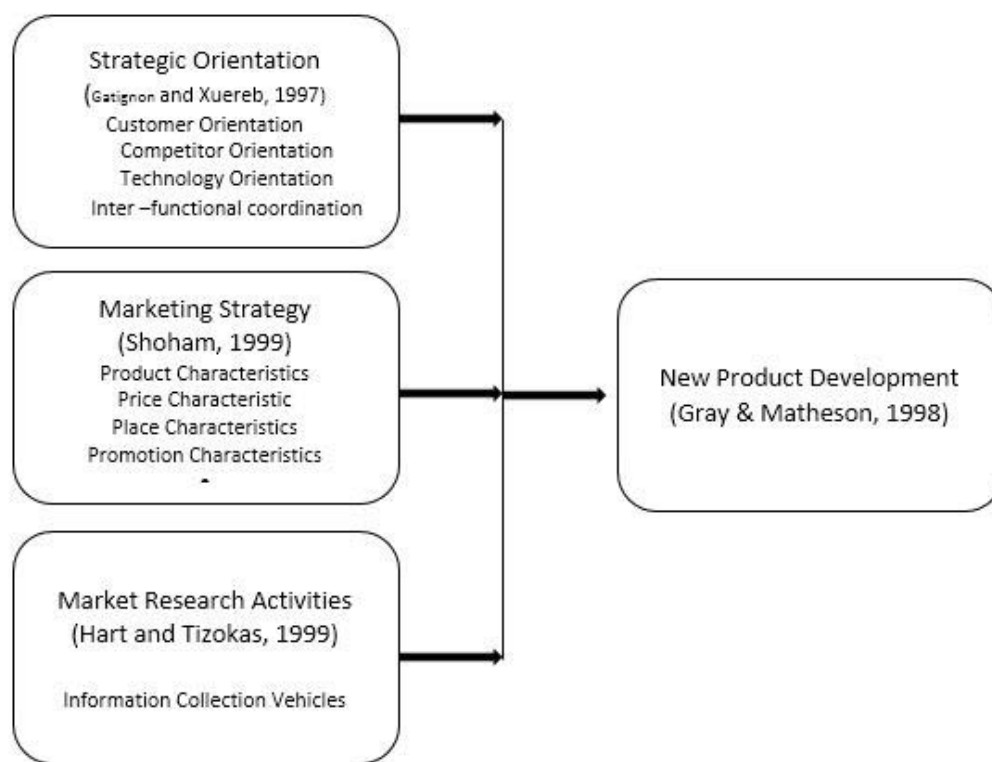 Strategic Orientation
(Gatignon and Xuereb, 1997)
Customer Orientation
Competitor Orientation
Technology Orientation
Inter –functional coordination
Marketing Strategy
(Shoham, 1999)
Product Characteristics
Price Characteristic
Place Characteristics
Promotion Characteristics
Market Research Activities
(Hart and Tizokas, 1999)
Information Collection Vehicles
New Product Development
(Gray & Matheson, 1998)